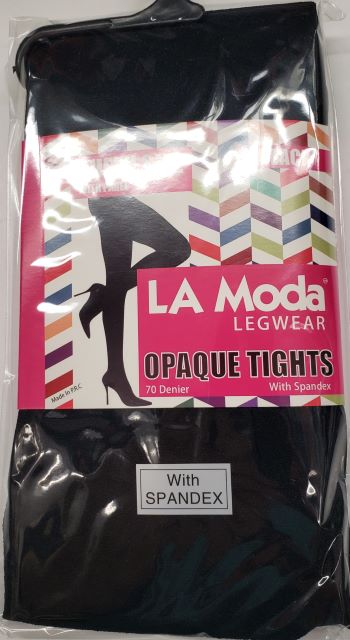 LA Moda
LEGWEAR
OPAQUE TIGHTS
70 Denier
With Spandex
Made In P.R.C
With
SPANDEX